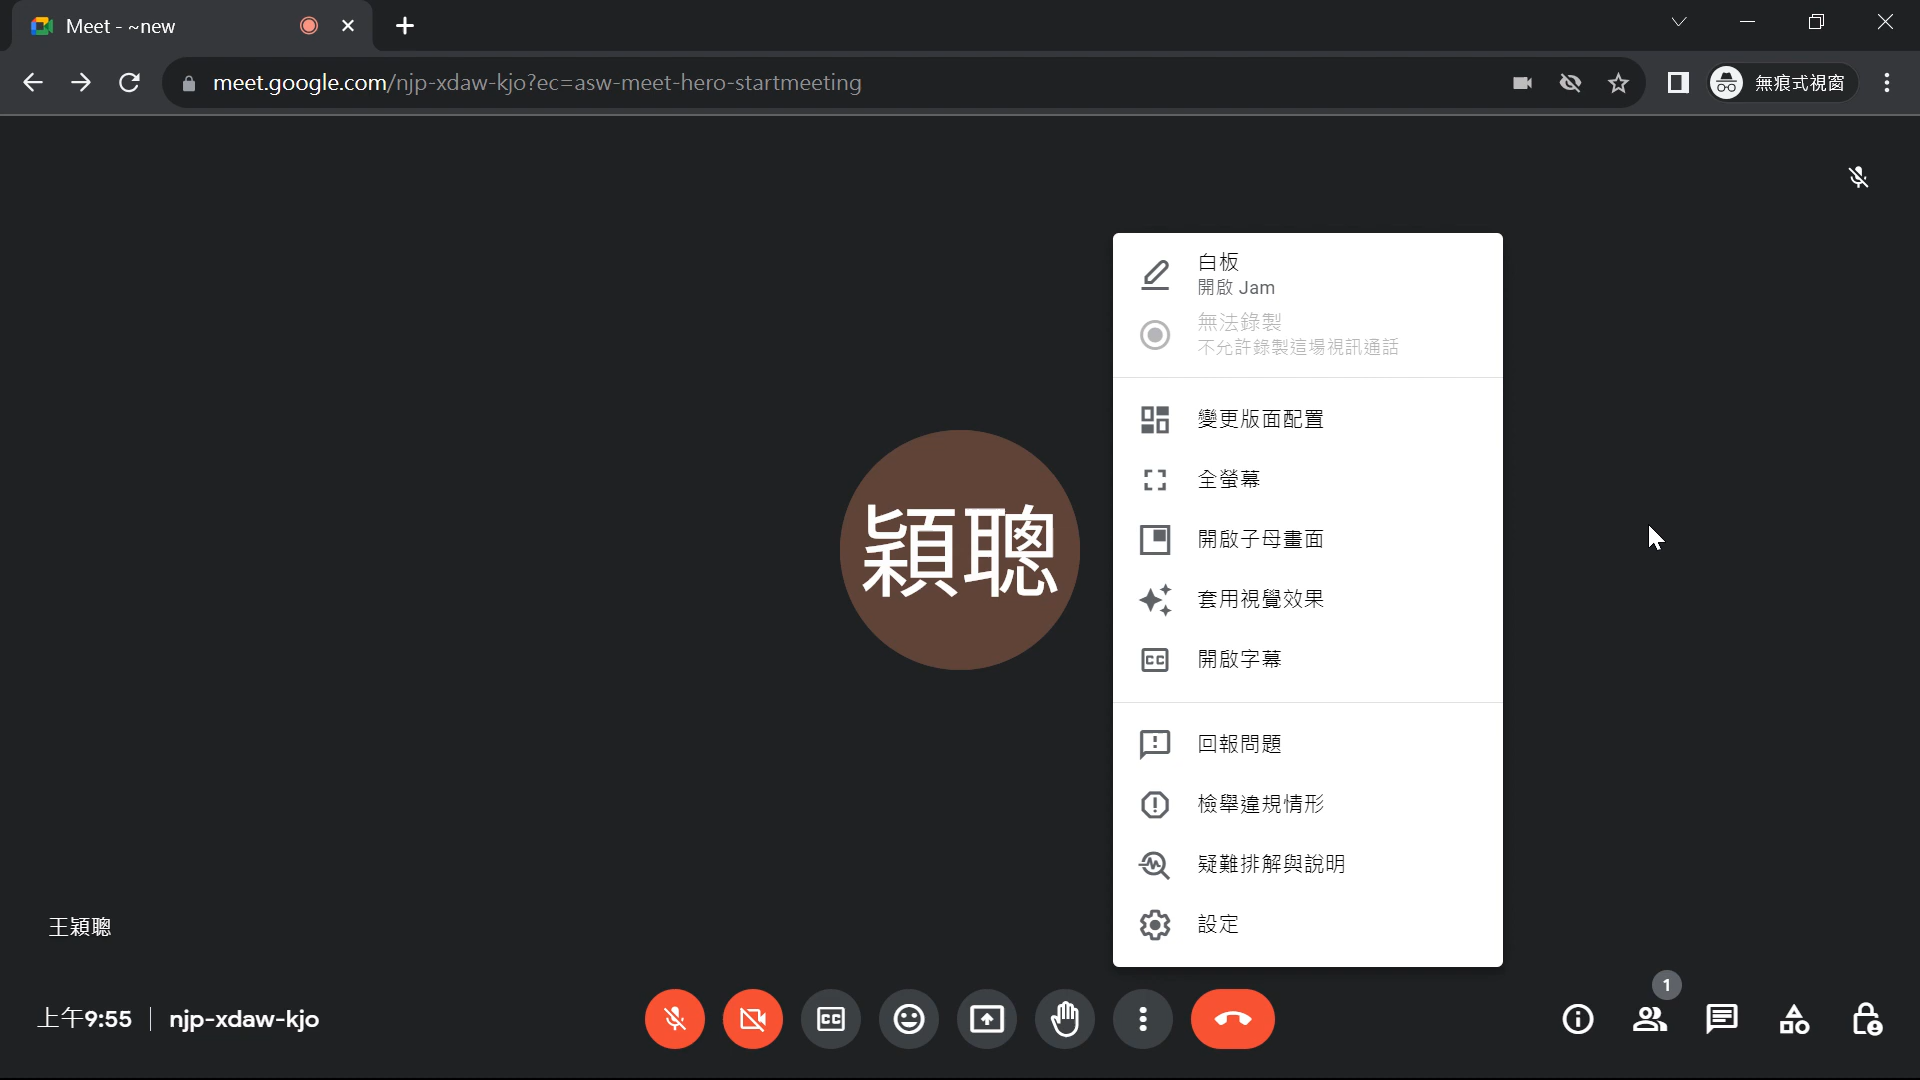 Meet - ~new
meet.google.com/njp-xdaw-kjo?ec=asw-meet-hero-startmeeting
無痕式視窗
白板
開啟 Jam
無法錄製
不允許錄製這場視訊通話
變更版面配置
全螢幕
開啟子母畫面
套用視覺效果
開啟字幕
回報問題
檢舉違規情形
疑難排解與說明
設定
穎聰
王穎聰
上午9:55 | njp-xdaw-kjo
1